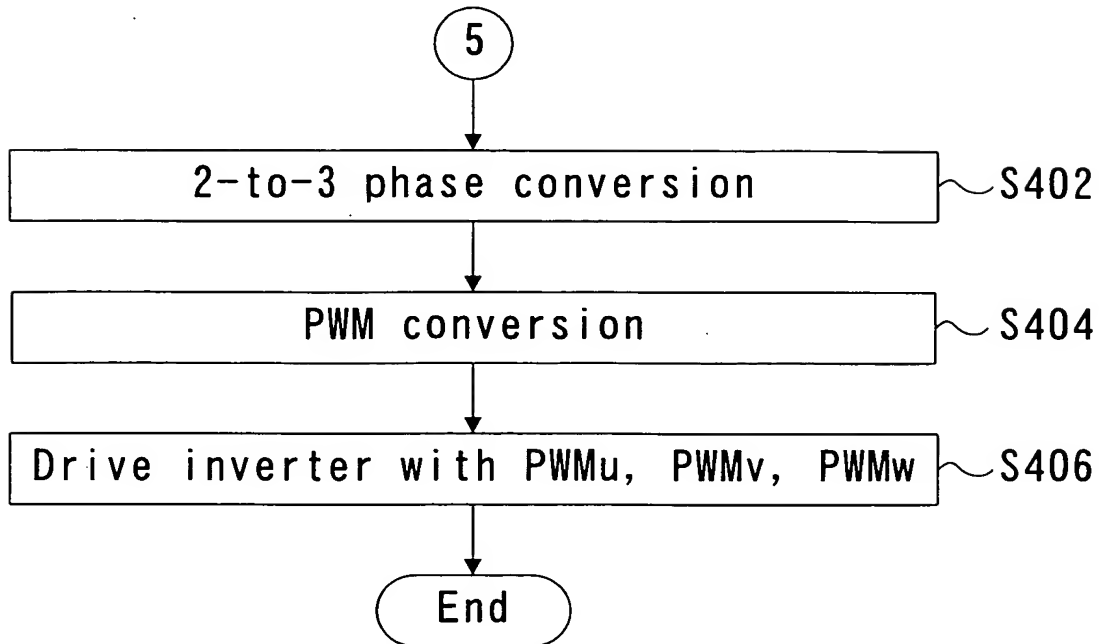 5
2-to-3 phase conversion
S402
PWM conversion
S404
Drive inverter with PWMu, PWMv, PWMw
S406
End